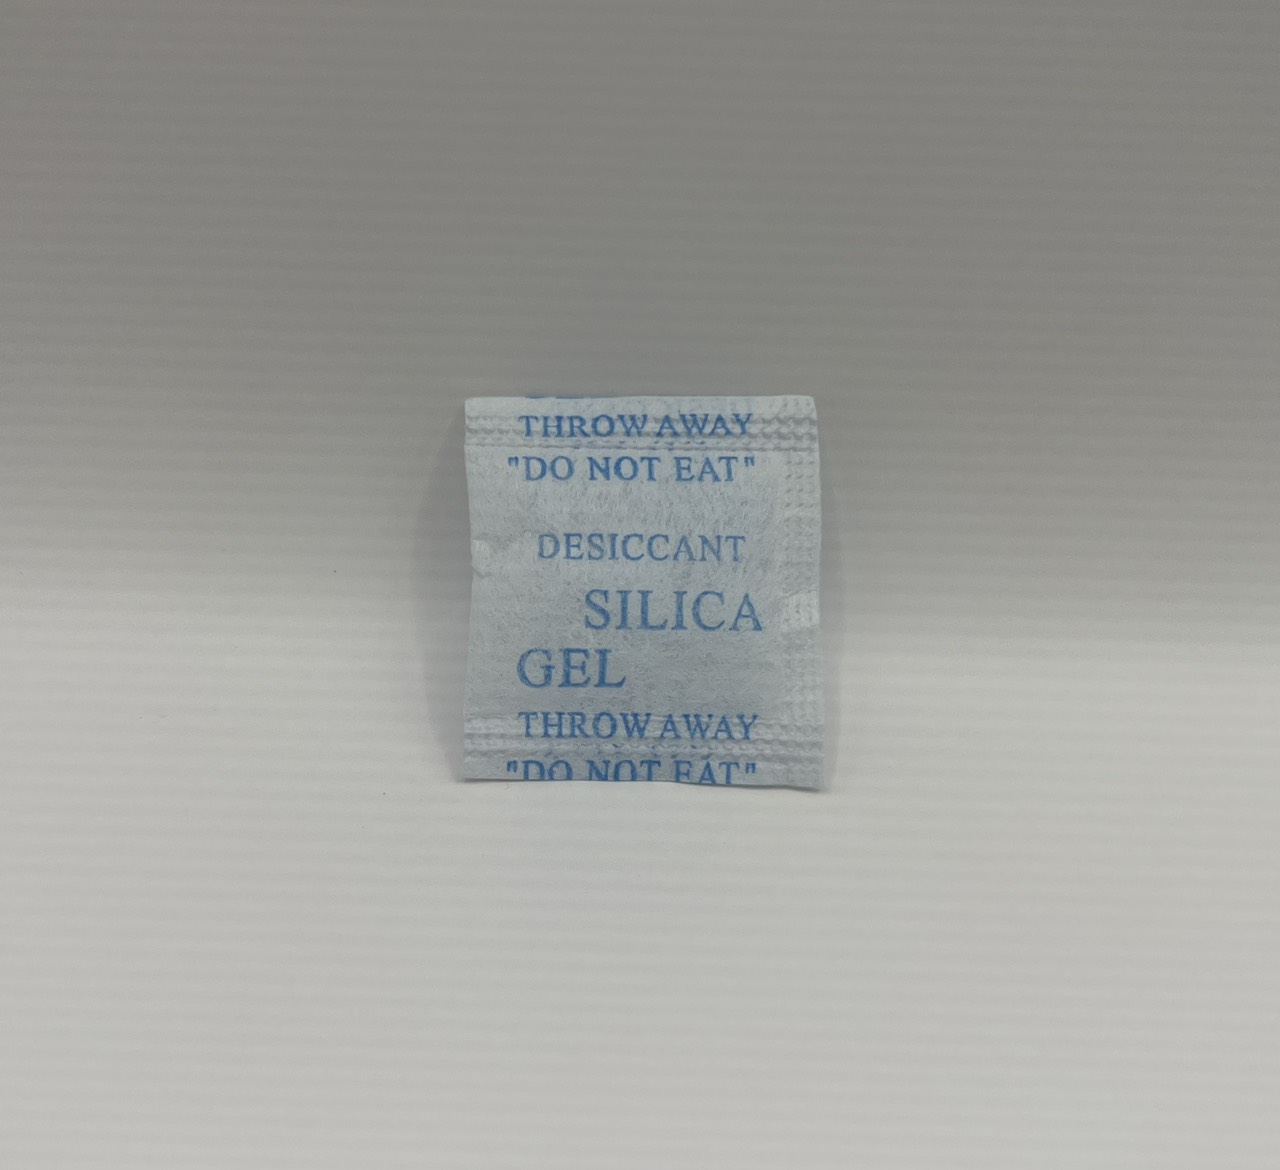 THROW AWAY
"DO NOT EAT"
DESICCANT
SILICA
GEL
THROW AWAY
"DO NOT EAT"